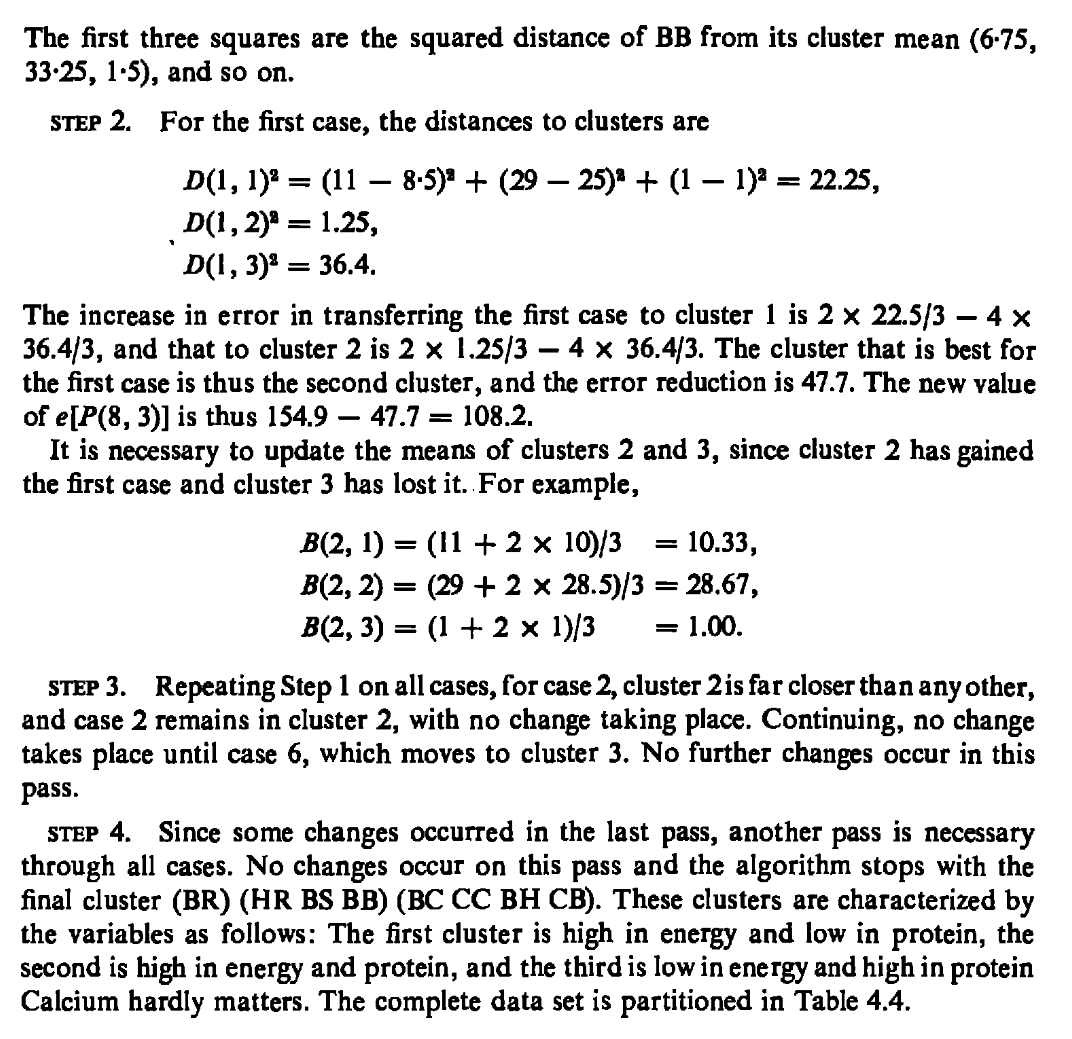 The first three squares are the squared distance of BB from its cluster mean (6·75,
33·25, 1·5), and so on.
STEP 2. For the first case, the distances to clusters are
D(1, 1)² = (11 − 8·5)² + (29 − 25)² + (1 − 1)² = 22.25,
D(1, 2)² = 1.25,
D(1, 3)² = 36.4.
The increase in error in transferring the first case to cluster 1 is 2 × 22.5/3 − 4 ×
36.4/3, and that to cluster 2 is 2 × 1.25/3 − 4 × 36.4/3. The cluster that is best for
the first case is thus the second cluster, and the error reduction is 47.7. The new value
of e[P(8, 3)] is thus 154.9 − 47.7 = 108.2.
It is necessary to update the means of clusters 2 and 3, since cluster 2 has gained
the first case and cluster 3 has lost it. For example,
B(2, 1) = (11 + 2 × 10)/3 = 10.33,
B(2, 2) = (29 + 2 × 28.5)/3 = 28.67,
B(2, 3) = (1 + 2 × 1)/3 = 1.00.
STEP 3. Repeating Step 1 on all cases, for case 2, cluster 2 is far closer than any other,
and case 2 remains in cluster 2, with no change taking place. Continuing, no change
takes place until case 6, which moves to cluster 3. No further changes occur in this
pass.
STEP 4. Since some changes occurred in the last pass, another pass is necessary
through all cases. No changes occur on this pass and the algorithm stops with the
final cluster (BR) (HR BS BB) (BC CC BH CB). These clusters are characterized by
the variables as follows: The first cluster is high in energy and low in protein, the
second is high in energy and protein, and the third is low in energy and high in protein
Calcium hardly matters. The complete data set is partitioned in Table 4.4.